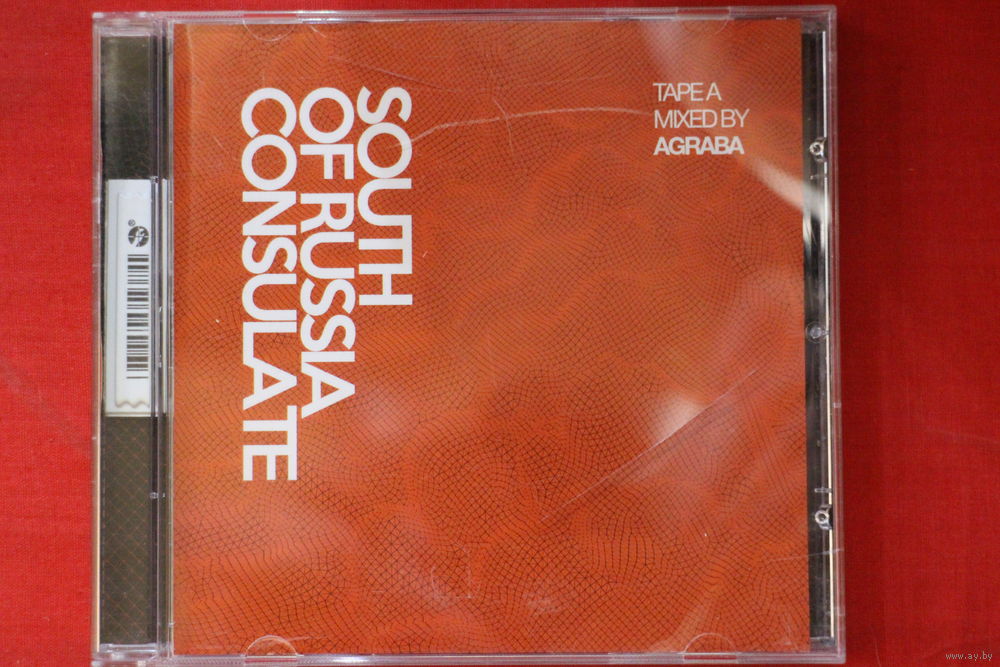 SOUTH
OF RUSSIA
CONSULATE
TAPE A
MIXED BY
AGRABA
®
www.ay.by